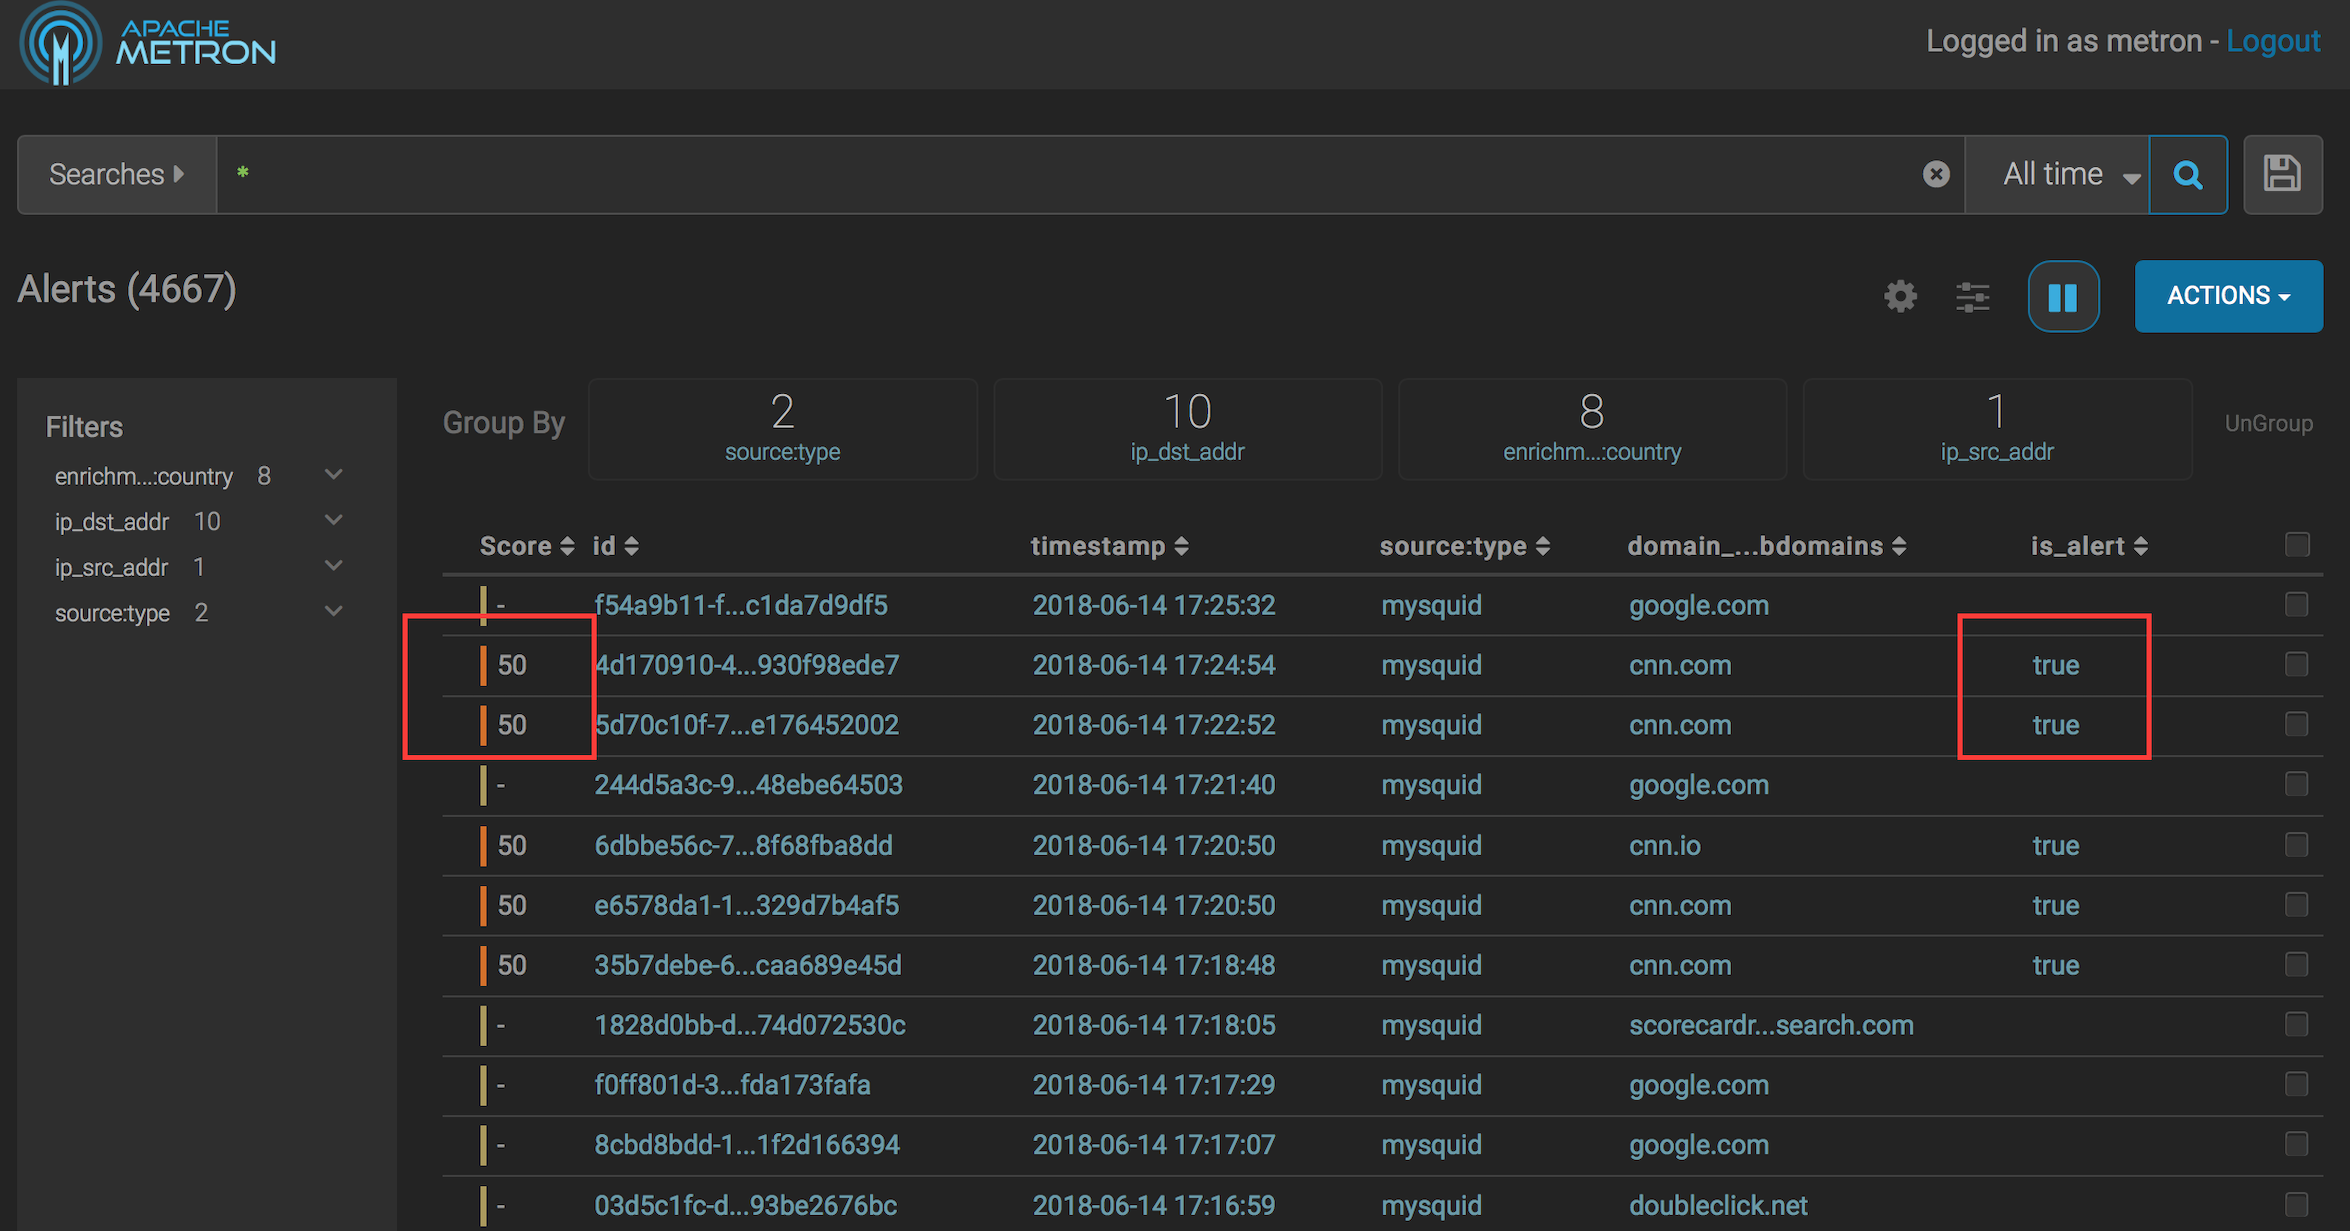 APACHE
METRON
Logged in as metron - Logout
Searches * All time
Alerts (4667)
ACTIONS
Filters
enrichm...:country 8
ip_dst_addr 10
ip_src_addr 1
source:type 2
Group By
2
source:type
10
ip_dst_addr
8
enrichm...:country
1
ip_src_addr
UnGroup
Score id timestamp source:type domain_...bdomains is_alert
- f54a9b11-f...c1da7d9df5 2018-06-14 17:25:32 mysquid google.com
50 4d170910-4...930f98ede7 2018-06-14 17:24:54 mysquid cnn.com true
50 5d70c10f-7...e176452002 2018-06-14 17:22:52 mysquid cnn.com true
- 244d5a3c-9...48ebe64503 2018-06-14 17:21:40 mysquid google.com
50 6dbbe56c-7...8f68fba8dd 2018-06-14 17:20:50 mysquid cnn.io true
50 e6578da1-1...329d7b4af5 2018-06-14 17:20:50 mysquid cnn.com true
50 35b7debe-6...caa689e45d 2018-06-14 17:18:48 mysquid cnn.com true
- 1828d0bb-d...74d072530c 2018-06-14 17:18:05 mysquid scorecardr...search.com
- f0ff801d-3...fda173fafa 2018-06-14 17:17:29 mysquid google.com
- 8cbd8bdd-1...1f2d166394 2018-06-14 17:17:07 mysquid google.com
- 03d5c1fc-d...93be2676bc 2018-06-14 17:16:59 mysquid doubleclick.net